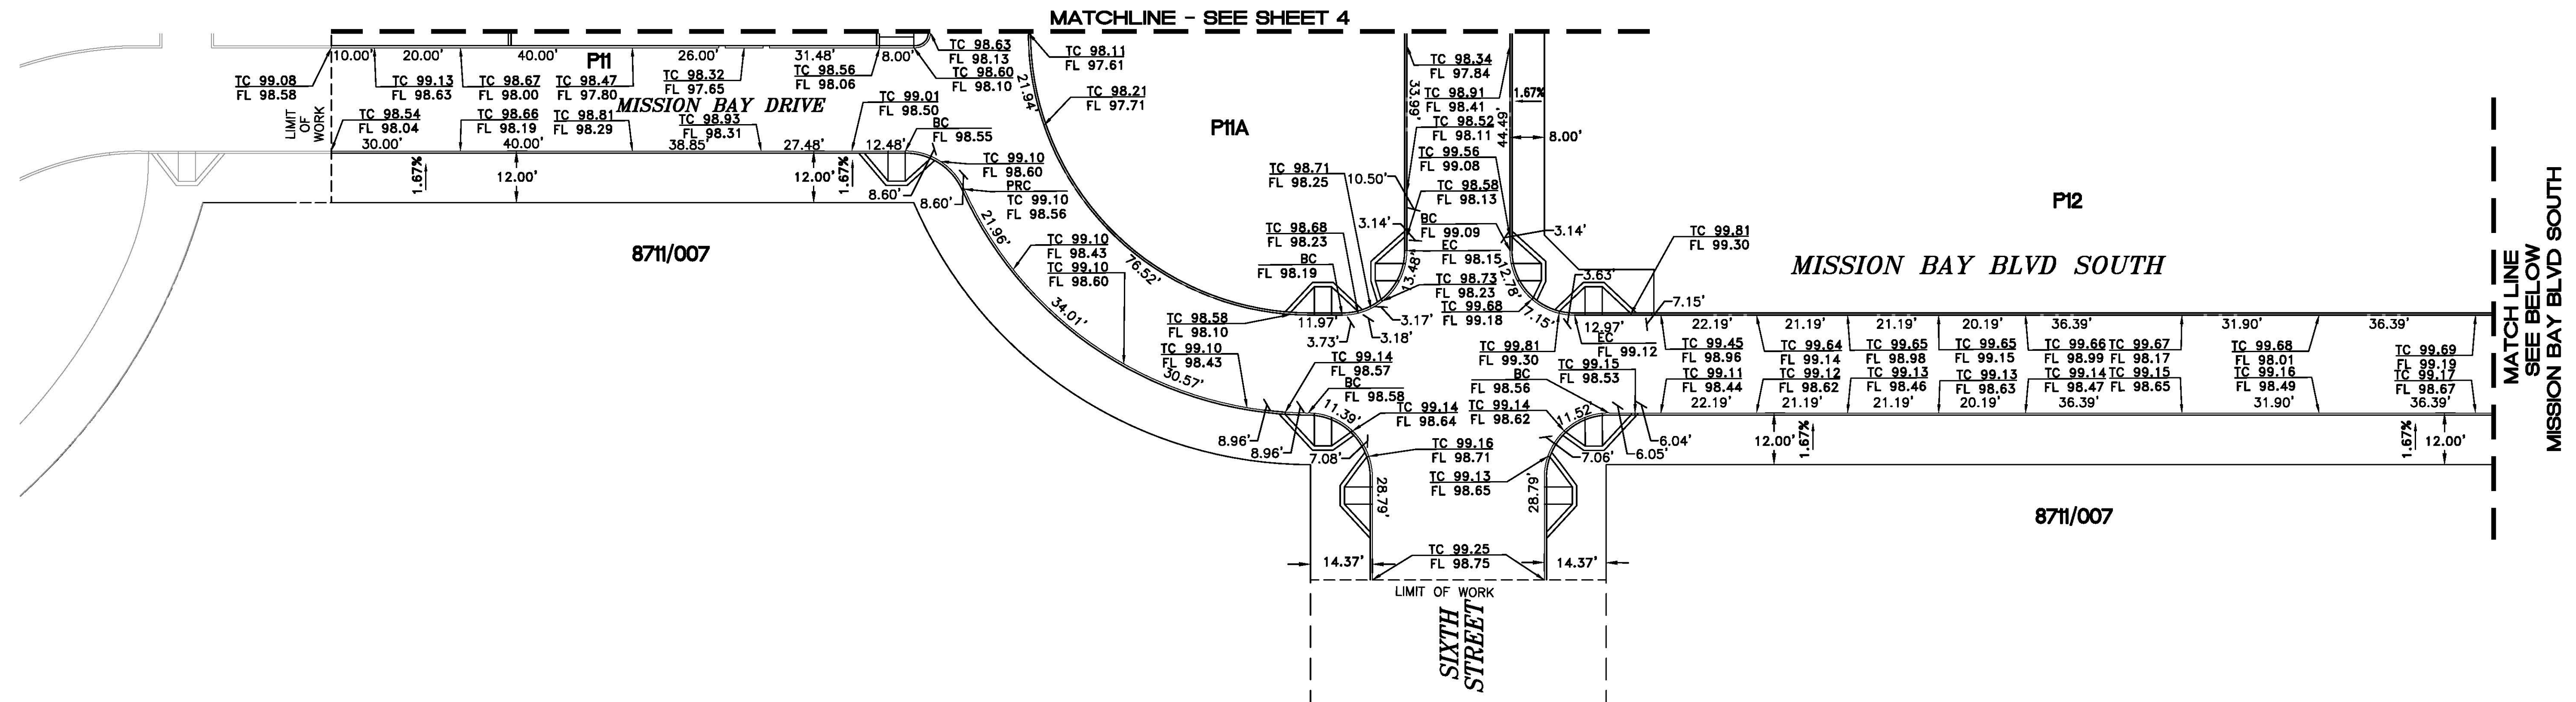 MATCHLINE - SEE SHEET 4
10.00'
20.00'
40.00'
26.00'
31.48'
8.00'
P11
TC 99.08
FL 98.58
TC 99.13
FL 98.63
TC 98.67
FL 98.00
TC 98.47
FL 97.80
TC 98.32
FL 97.65
TC 98.56
FL 98.06
TC 98.63
FL 98.13
TC 98.60
FL 98.10
MISSION BAY DRIVE
LIMIT
OF
WORK
TC 98.54
FL 98.04
30.00'
TC 98.66
FL 98.19
40.00'
TC 98.81
FL 98.29
TC 98.93
FL 98.31
38.85'
TC 99.01
FL 98.50
27.48'
12.48'
BC
FL 98.55
1.67%
12.00'
12.00'
1.67%
8.60'
8.60'
TC 99.10
FL 98.60
PRC
TC 99.10
FL 98.56
8711/007
21.96'
TC 99.10
FL 98.43
TC 99.10
FL 98.60
34.01'
30.57'
TC 98.11
FL 97.61
21.94'
TC 98.21
FL 97.71
P11A
76.52'
TC 98.34
FL 97.84
33.99'
TC 98.91
FL 98.41
TC 98.52
FL 98.11
TC 99.56
FL 99.08
44.49'
1.67%
8.00'
TC 98.71
FL 98.25
10.50'
TC 98.58
FL 98.13
3.14'
BC
FL 99.09
EC
FL 98.15
3.14'
TC 98.68
FL 98.23
BC
FL 98.19
13.48'
TC 98.73
FL 98.23
12.78'
3.63'
TC 99.81
FL 99.30
TC 99.68
FL 99.18
7.15'
7.15'
TC 98.58
FL 98.10
11.97'
3.73'
3.18'
3.17'
12.97'
EC
FL 99.12
TC 99.81
FL 99.30
TC 99.10
FL 98.43
TC 99.14
FL 98.57
BC
FL 98.58
BC
FL 98.56
TC 99.15
FL 98.53
11.39'
TC 99.14
FL 98.64
TC 99.14
FL 98.62
11.52'
8.96'
8.96'
7.08'
TC 99.16
FL 98.71
TC 99.13
FL 98.65
7.06'
6.05'
6.04'
28.79'
28.79'
14.37'
TC 99.25
FL 98.75
14.37'
LIMIT OF WORK
SIXTH
STREET
P12
MISSION BAY BLVD SOUTH
22.19'
21.19'
21.19'
20.19'
36.39'
31.90'
36.39'
TC 99.45
FL 98.96
TC 99.64
FL 99.14
TC 99.65
FL 98.98
TC 99.65
FL 99.15
TC 99.66
FL 98.99
TC 99.67
FL 98.17
TC 99.68
FL 98.01
TC 99.69
FL 99.19
TC 99.11
FL 98.44
TC 99.12
FL 98.62
TC 99.13
FL 98.46
TC 99.13
FL 98.63
TC 99.14
FL 98.47
TC 99.15
FL 98.65
TC 99.16
FL 98.49
TC 99.17
FL 98.67
22.19'
21.19'
21.19'
20.19'
36.39'
31.90'
36.39'
12.00'
1.67%
1.67%
12.00'
8711/007
MATCH LINE
SEE BELOW
MISSION BAY BLVD SOUTH